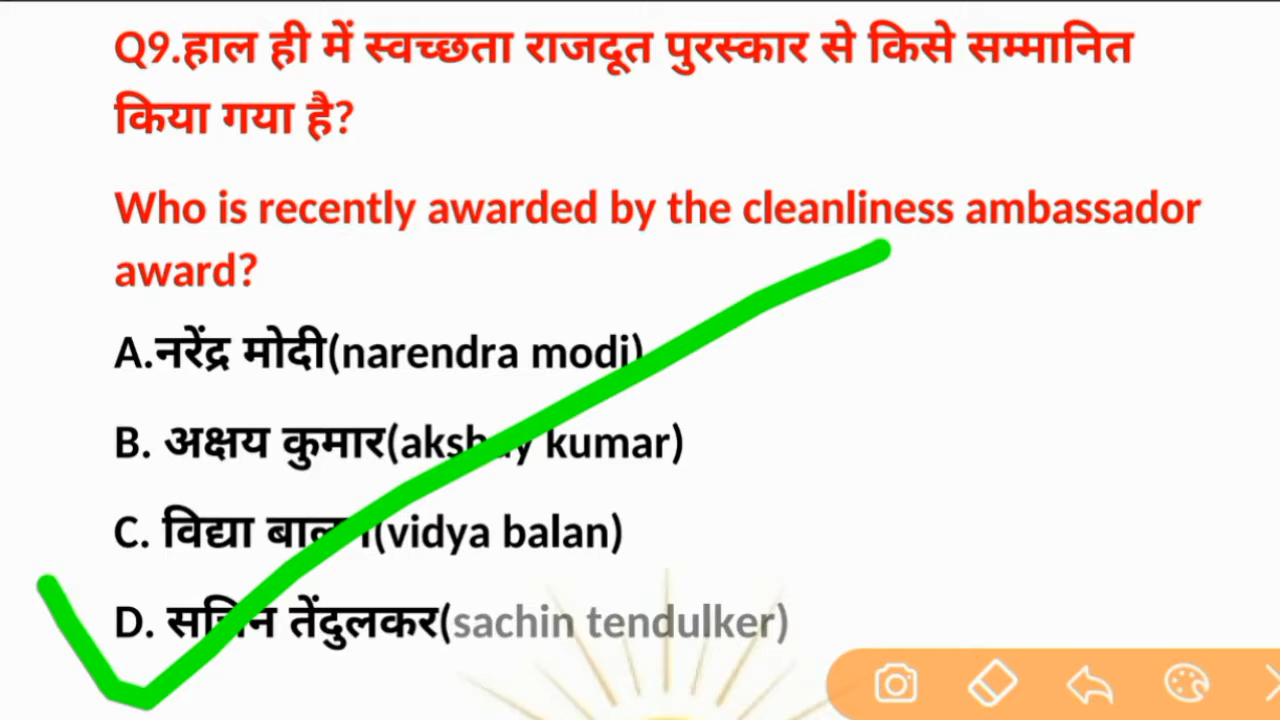 Q9.हाल ही में स्वच्छता राजदूत पुरस्कार से किसे सम्मानित
किया गया है?
Who is recently awarded by the cleanliness ambassador
award?
A.नरेंद्र मोदी(narendra modi)
B. अक्षय कुमार(akshay kumar)
C. विद्या बालन(vidya balan)
D. सचिन तेंदुलकर(sachin tendulker)